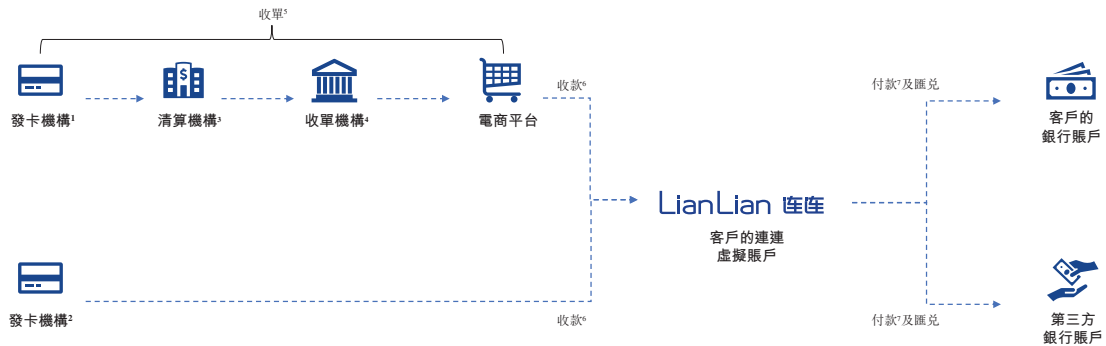 收單⁵
發卡機構¹
清算機構³
收單機構⁴
電商平台
收款⁶
付款⁷及匯兌
客戶的
銀行賬戶
LianLian 连连
客戶的連連
虛擬賬戶
發卡機構²
收款⁶
付款⁷及匯兌
第三方
銀行賬戶